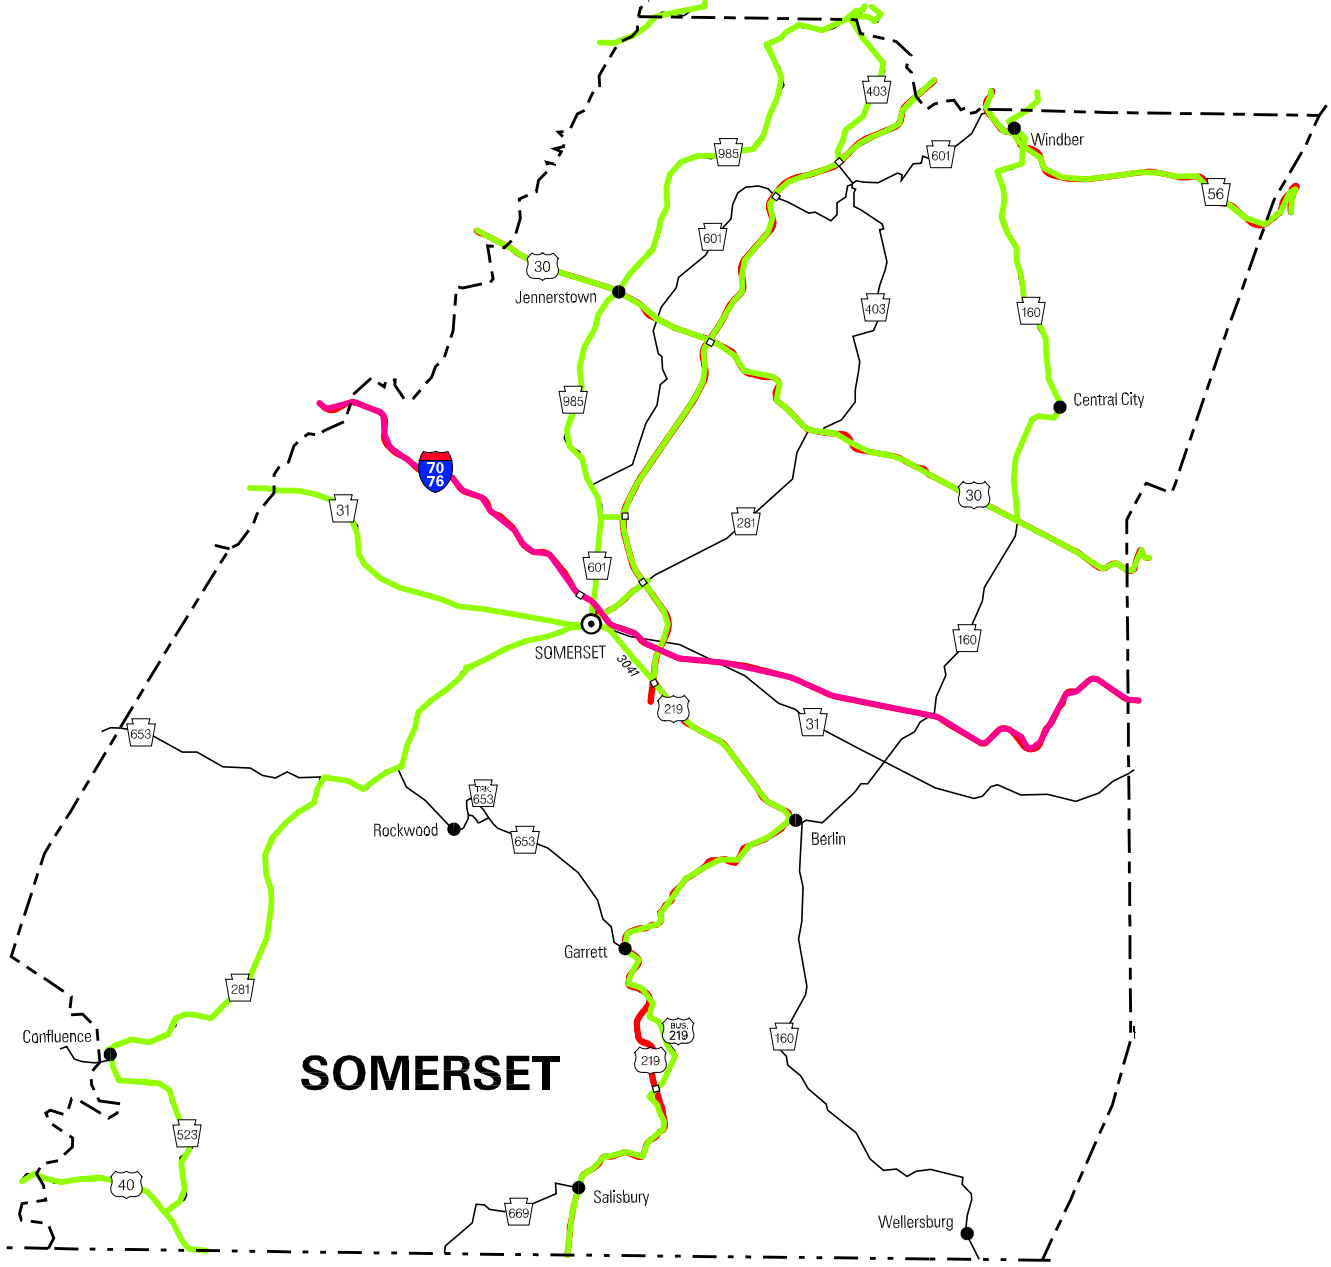 403
Windber
601
985
56
601
30
Jennerstown
403
160
985
Central City
70
76
30
31
281
601
160
SOMERSET
3041
219
31
653
TRK.
653
Rockwood
653
Berlin
Garrett
281
BUS.
219
Confluence
160
219
SOMERSET
523
40
Salisbury
669
Wellersburg